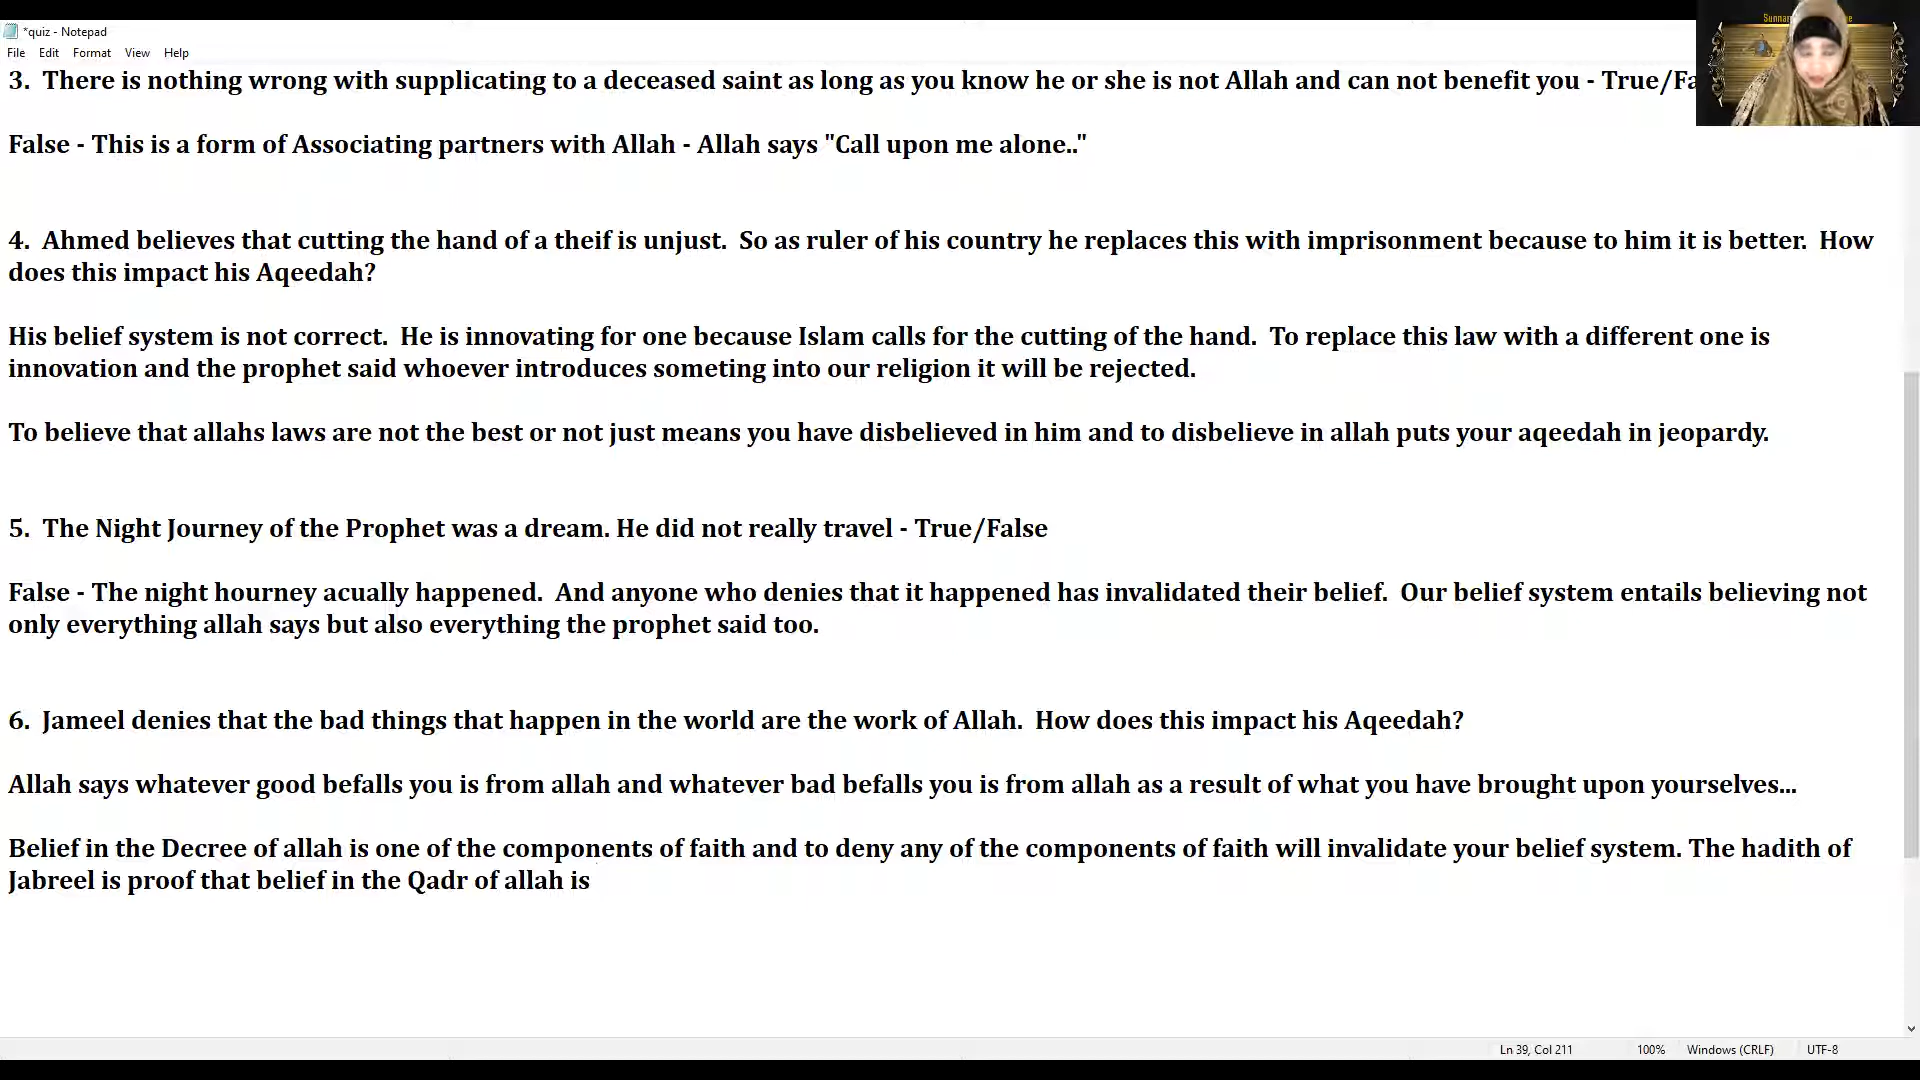 *quiz - Notepad
File Edit Format View Help
3.  There is nothing wrong with supplicating to a deceased saint as long as you know he or she is not Allah and can not benefit you - True/Fa
False - This is a form of Associating partners with Allah - Allah says "Call upon me alone.."
4.  Ahmed believes that cutting the hand of a theif is unjust.  So as ruler of his country he replaces this with imprisonment because to him it is better.  How
does this impact his Aqeedah?
His belief system is not correct.  He is innovating for one because Islam calls for the cutting of the hand.  To replace this law with a different one is
innovation and the prophet said whoever introduces someting into our religion it will be rejected.
To believe that allahs laws are not the best or not just means you have disbelieved in him and to disbelieve in allah puts your aqeedah in jeopardy.
5.  The Night Journey of the Prophet was a dream. He did not really travel - True/False
False - The night hourney acually happened.  And anyone who denies that it happened has invalidated their belief.  Our belief system entails believing not
only everything allah says but also everything the prophet said too.
6.  Jameel denies that the bad things that happen in the world are the work of Allah.  How does this impact his Aqeedah?
Allah says whatever good befalls you is from allah and whatever bad befalls you is from allah as a result of what you have brought upon yourselves...
Belief in the Decree of allah is one of the components of faith and to deny any of the components of faith will invalidate your belief system. The hadith of
Jabreel is proof that belief in the Qadr of allah is
Ln 39, Col 211 100% Windows (CRLF) UTF-8